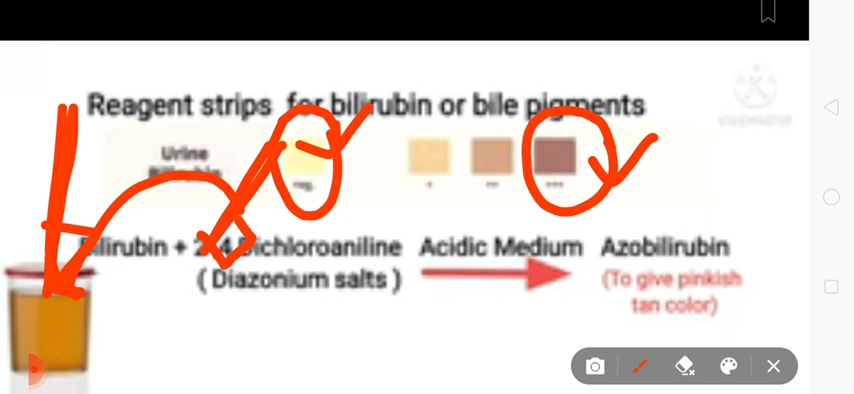 Reagent strips for bilirubin or bile pigments
Urine
Bilirubin
neg.
+ ++ +++
Bilirubin + 2,4 Dichloroaniline Acidic Medium Azobilirubin
( Diazonium salts ) (To give pinkish
tan color)